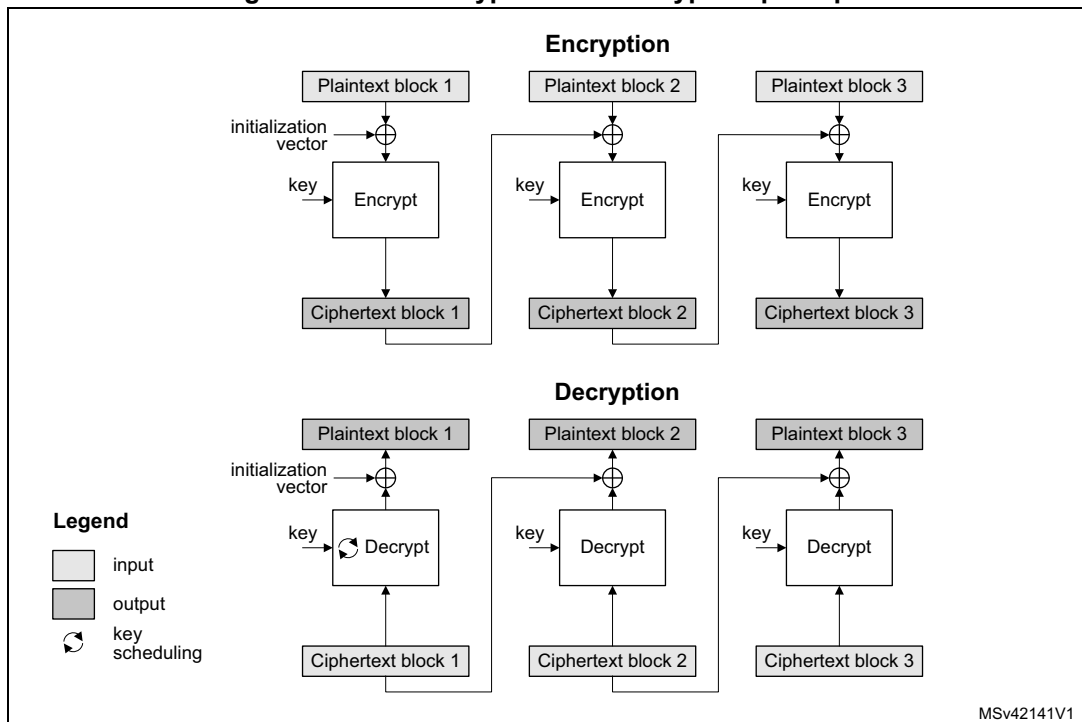 Encryption
Plaintext block 1 Plaintext block 2 Plaintext block 3
initialization
vector
key key key
Encrypt Encrypt Encrypt
Ciphertext block 1 Ciphertext block 2 Ciphertext block 3
Decryption
Plaintext block 1 Plaintext block 2 Plaintext block 3
initialization
vector
key key key
Decrypt Decrypt Decrypt
Ciphertext block 1 Ciphertext block 2 Ciphertext block 3
Legend
input
output
key
scheduling
MSv42141V1